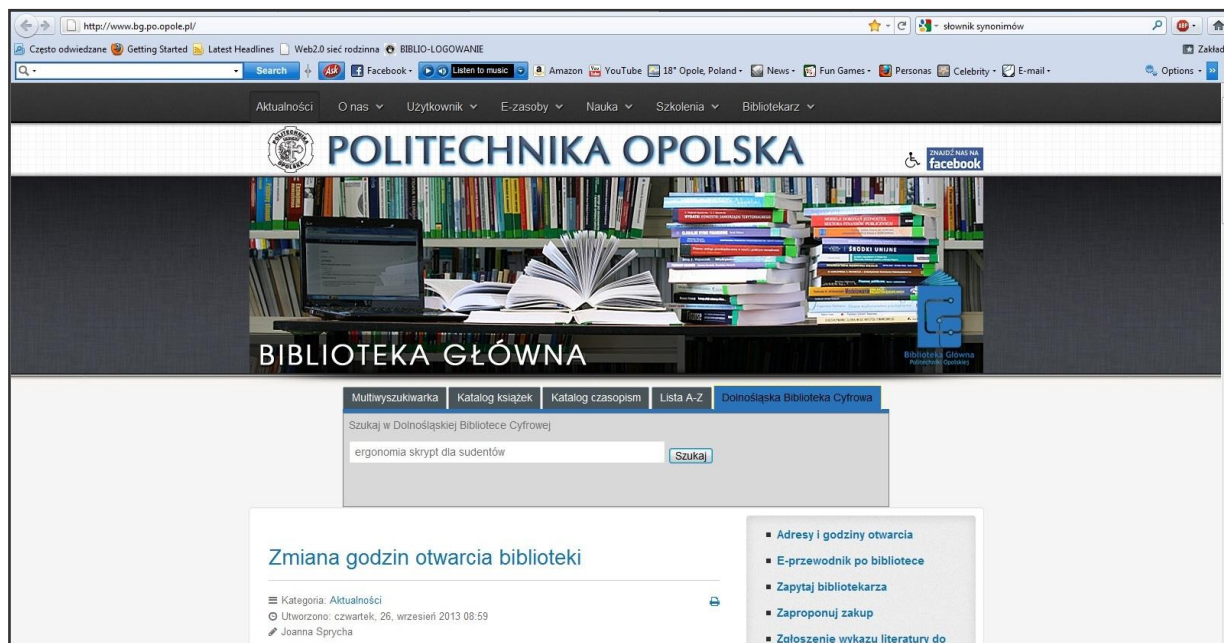 http://www.bg.po.opole.pl/ słownik synonimów
Często odwiedzane Getting Started Latest Headlines Web2.0 sieć rodzinna BIBLIO-LOGOWANIE Zakład
Search Ask Facebook Listen to music Amazon YouTube 18° Opole, Poland News Fun Games Personas Celebrity E-mail Options
Aktualności O nas Użytkownik E-zasoby Nauka Szkolenia Bibliotekarz
POLITECHNIKA OPOLSKA
ZNAJDŹ NAS NA
facebook
ŚRODKI UNIJNE
Finanse
BIBLIOTEKA GŁÓWNA
Biblioteka Główna
Politechniki Opolskiej
Multiwyszukiwarka Katalog książek Katalog czasopism Lista A-Z Dolnośląska Biblioteka Cyfrowa
Szukaj w Dolnośląskiej Bibliotece Cyfrowej
ergonomia skrypt dla sudentów Szukaj
Zmiana godzin otwarcia biblioteki
Kategoria: Aktualności
Utworzono: czwartek, 26, wrzesień 2013 08:59
Joanna Sprycha
Adresy i godziny otwarcia
E-przewodnik po bibliotece
Zapytaj bibliotekarza
Zaproponuj zakup
Zgłoszenie wykazu literatury do